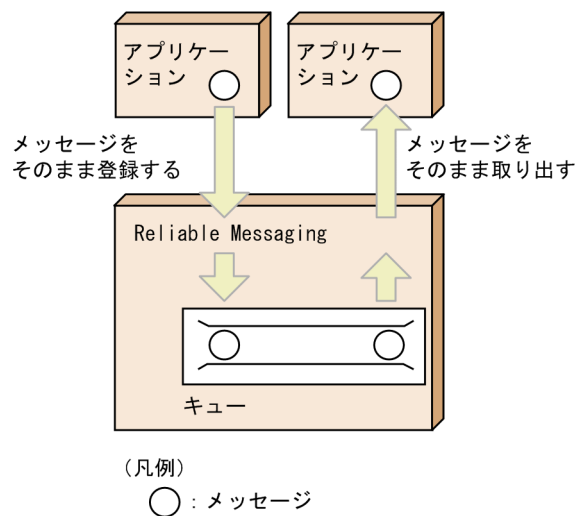 アプリケー
ション
アプリケー
ション
メッセージを
そのまま登録する
メッセージを
そのまま取り出す
Reliable Messaging
キュー
(凡例)
：メッセージ